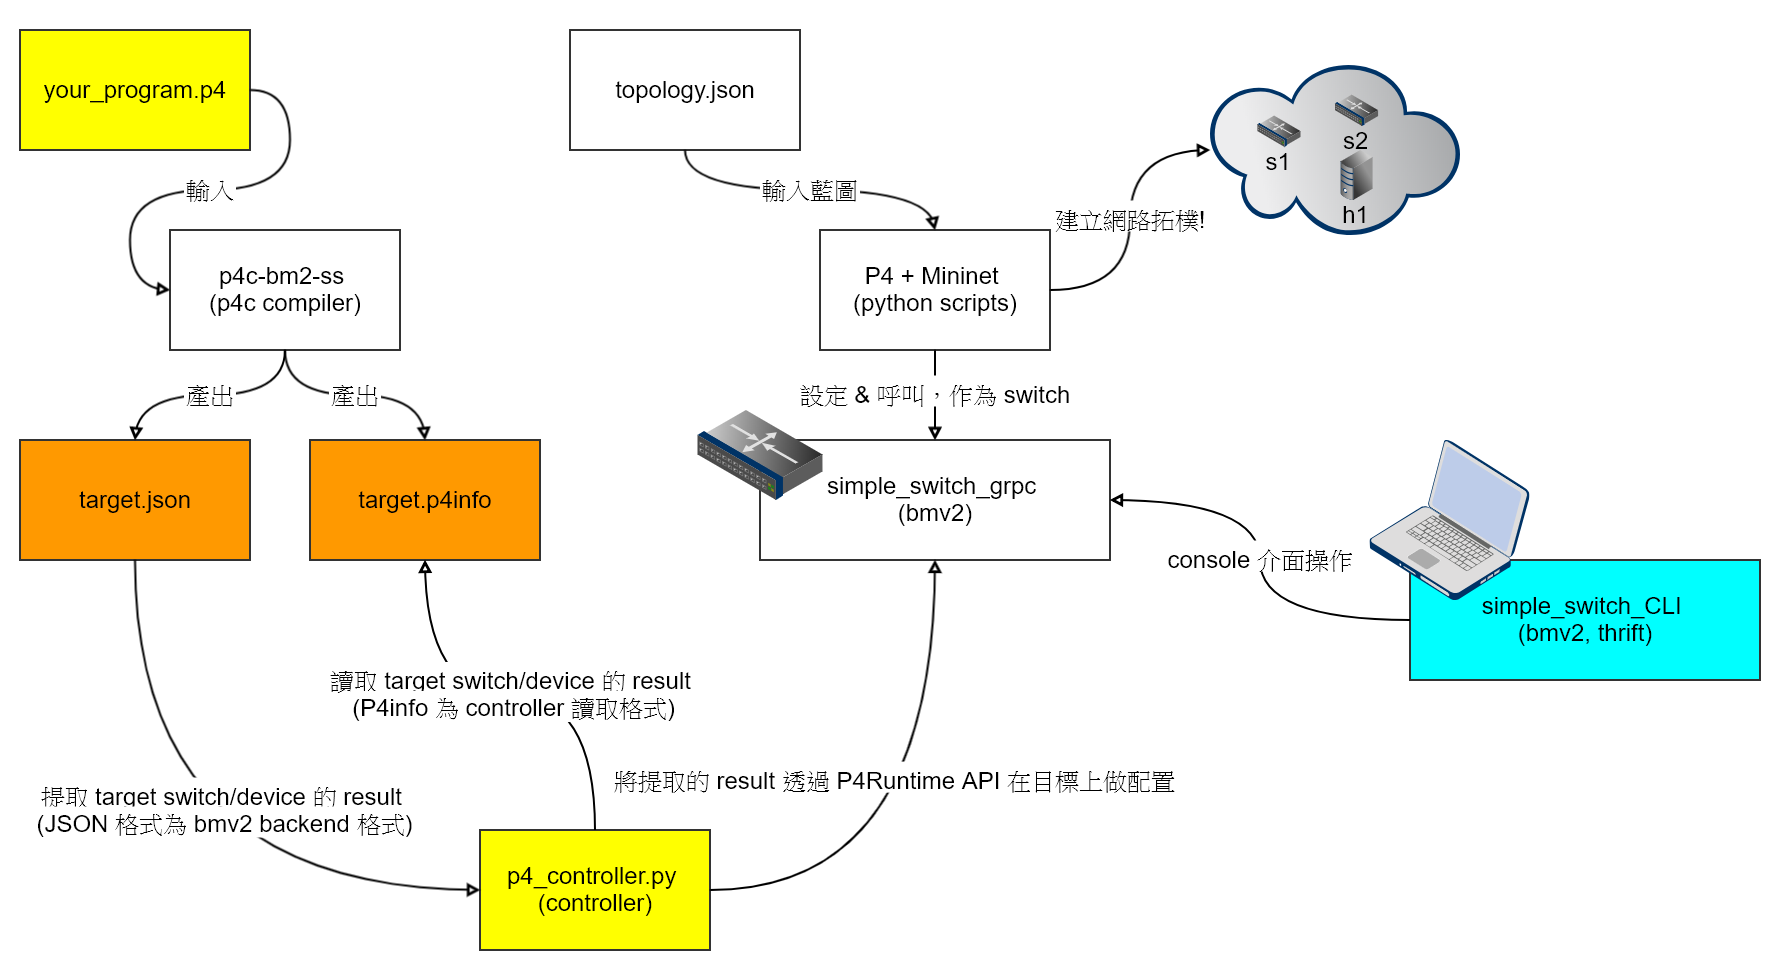 your_program.p4
topology.json
s2
s1
h1
輸入
輸入藍圖
建立網路拓樸!
p4c-bm2-ss
(p4c compiler)
P4 + Mininet
(python scripts)
產出
產出
設定 & 呼叫，作為 switch
target.json
target.p4info
simple_switch_grpc
(bmv2)
console 介面操作
simple_switch_CLI
(bmv2, thrift)
讀取 target switch/device 的 result
(P4info 為 controller 讀取格式)
將提取的 result 透過 P4Runtime API 在目標上做配置
提取 target switch/device 的 result
(JSON 格式為 bmv2 backend 格式)
p4_controller.py
(controller)